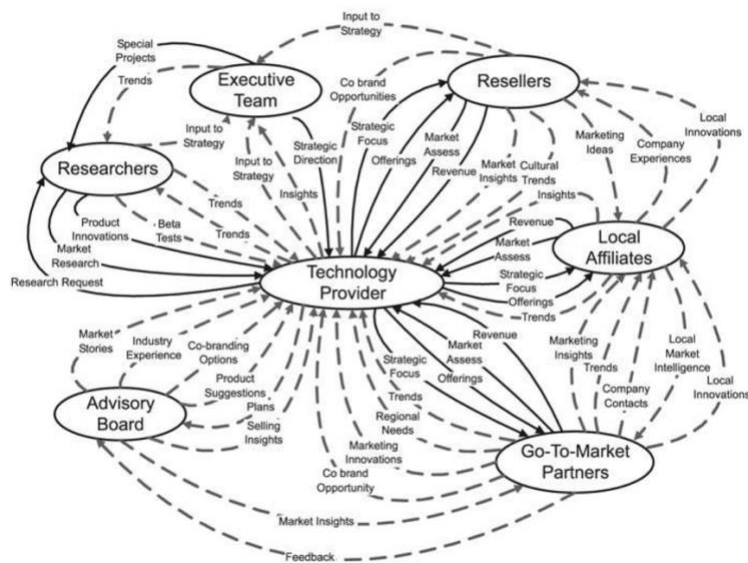 Input to
Strategy
Special
Projects
Trends
Executive
Team
Co brand
Opportunities
Resellers
Local
Innovations
Input to
Strategy
Input to
Strategy
Strategic
Direction
Strategic
Focus
Offerings
Market
Assess
Revenue
Market
Insights
Cultural
Trends
Marketing
Ideas
Company
Experiences
Researchers
Insights
Insights
Trends
Trends
Beta
Tests
Product
Innovations
Market
Research
Research Request
Revenue
Market
Assess
Strategic
Focus
Offerings
Trends
Local
Affiliates
Technology
Provider
Market
Stories
Industry
Experience
Co-branding
Options
Product
Suggestions
Plans
Selling
Insights
Advisory
Board
Strategic
Focus
Offerings
Market
Assess
Revenue
Trends
Regional
Needs
Marketing
Innovations
Co brand
Opportunity
Marketing
Insights
Trends
Company
Contacts
Local
Market
Intelligence
Local
Innovations
Go-To-Market
Partners
Market Insights
Feedback